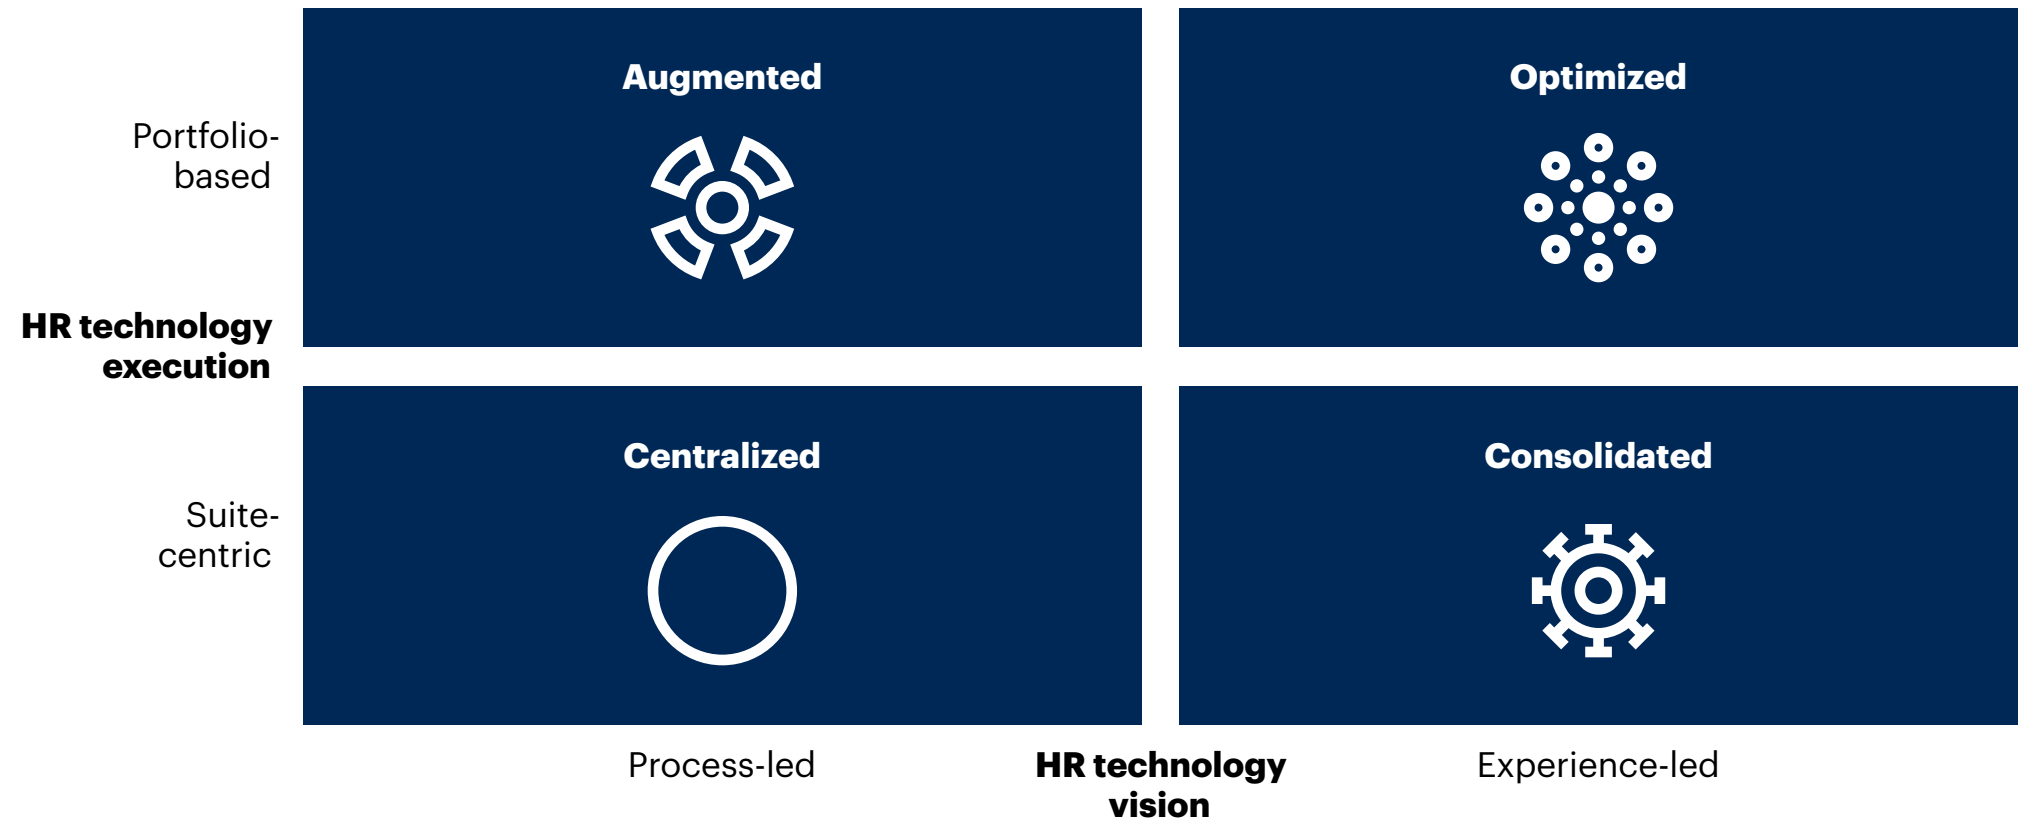 Augmented
Optimized
Portfolio-
based
HR technology
execution
Centralized
Consolidated
Suite-
centric
Process-led
HR technology
vision
Experience-led